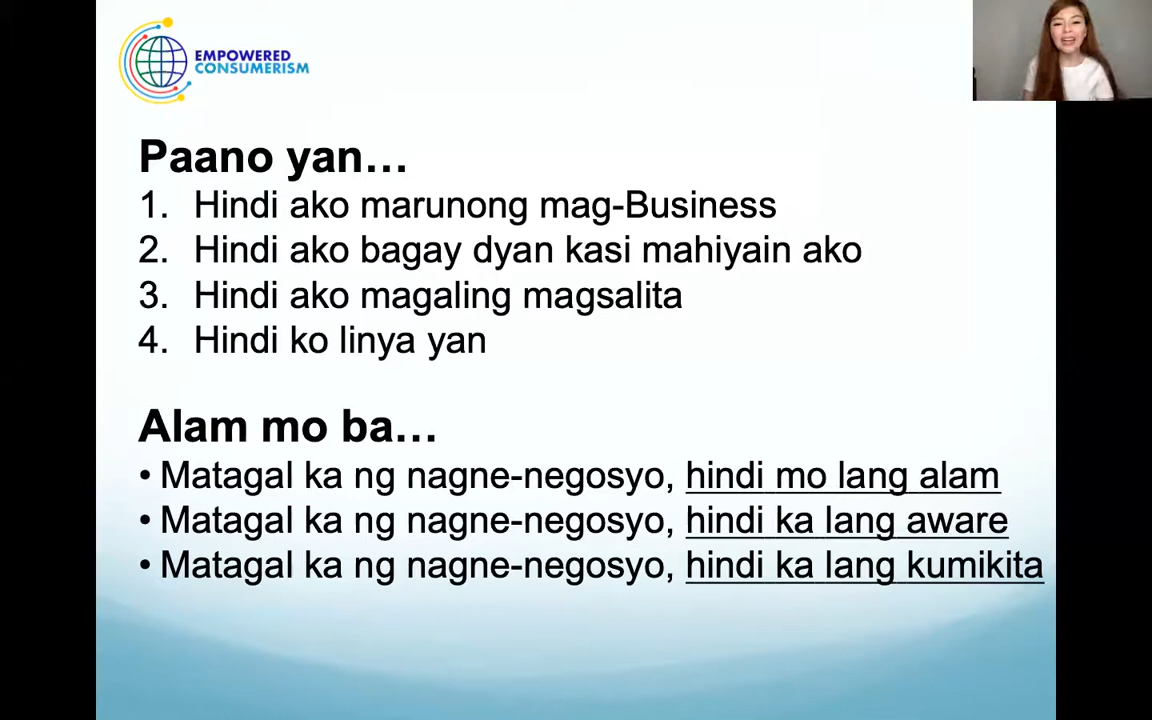 EMPOWERED
CONSUMERISM
Paano yan…
1. Hindi ako marunong mag-Business
2. Hindi ako bagay dyan kasi mahiyain ako
3. Hindi ako magaling magsalita
4. Hindi ko linya yan
Alam mo ba…
• Matagal ka ng nagne-negosyo, hindi mo lang alam
• Matagal ka ng nagne-negosyo, hindi ka lang aware
• Matagal ka ng nagne-negosyo, hindi ka lang kumikita